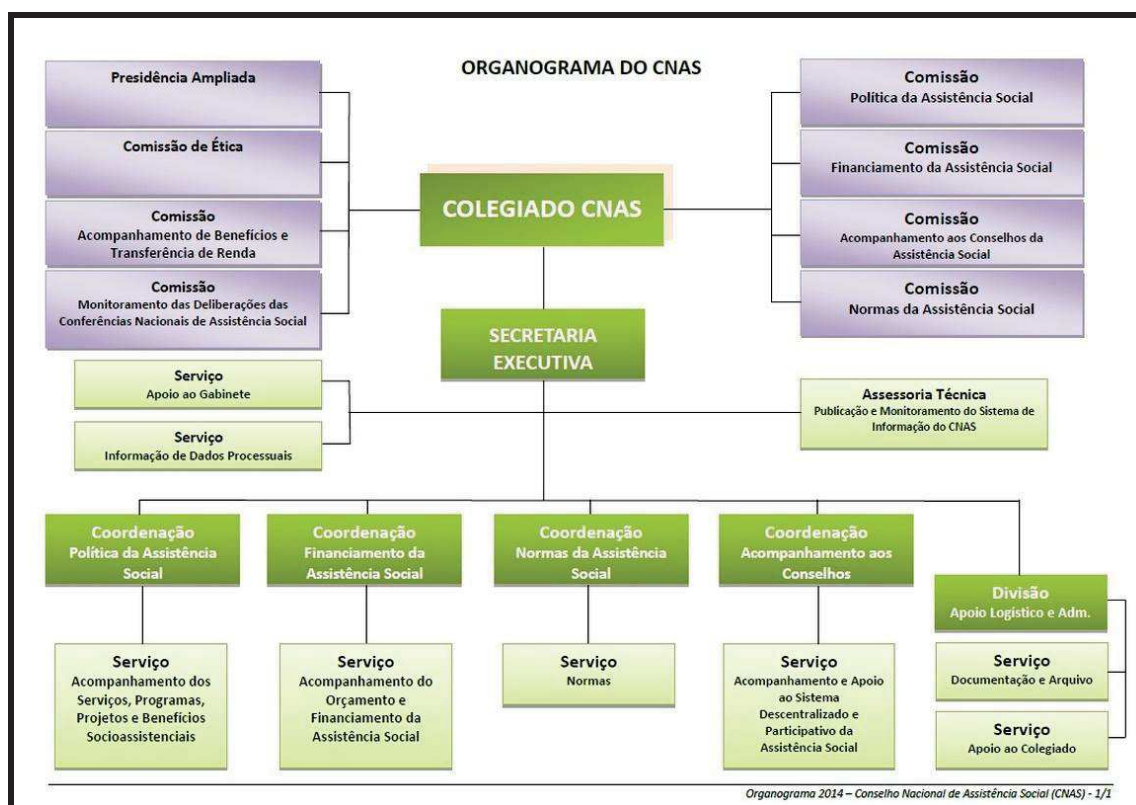 ORGANOGRAMA DO CNAS
Presidência Ampliada
Comissão de Ética
Comissão
Acompanhamento de Benefícios e
Transferência de Renda
Comissão
Monitoramento das Deliberações das
Conferências Nacionais de Assistência Social
COLEGIADO CNAS
Comissão
Política da Assistência Social
Comissão
Financiamento da Assistência Social
Comissão
Acompanhamento aos Conselhos da
Assistência Social
Comissão
Normas da Assistência Social
SECRETARIA
EXECUTIVA
Serviço
Apoio ao Gabinete
Serviço
Informação de Dados Processuais
Assessoria Técnica
Publicação e Monitoramento do Sistema de
Informação do CNAS
Coordenação
Política da Assistência
Social
Coordenação
Financiamento da
Assistência Social
Coordenação
Normas da Assistência
Social
Coordenação
Acompanhamento aos
Conselhos
Divisão
Apoio Logístico e Adm.
Serviço
Acompanhamento dos
Serviços, Programas,
Projetos e Benefícios
Socioassistenciais
Serviço
Acompanhamento do
Orçamento e
Financiamento da
Assistência Social
Serviço
Normas
Serviço
Acompanhamento e Apoio
ao Sistema
Descentralizado e
Participativo da
Assistência Social
Serviço
Documentação e Arquivo
Serviço
Apoio ao Colegiado
Organograma 2014 – Conselho Nacional de Assistência Social (CNAS) - 1/1